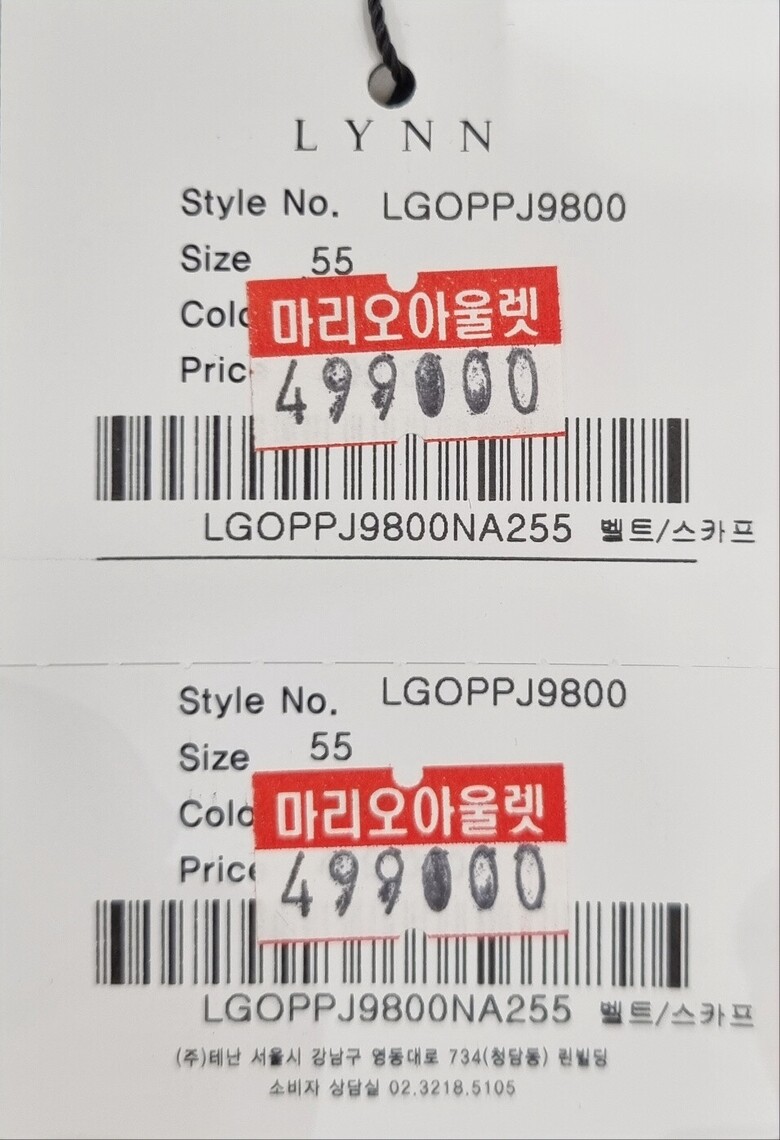 LYNN
Style No. LGOPPJ9800
Size 55
마리오아울렛
499000
LGOPPJ9800NA255 벨트/스카프
Style No. LGOPPJ9800
Size 55
마리오아울렛
Price
499000
LGOPPJ9800NA255 벨트/스카프
(주)테난 서울시 강남구 영동대로 734(청담동) 린빌딩
소비자 상담실 02.3218.5105